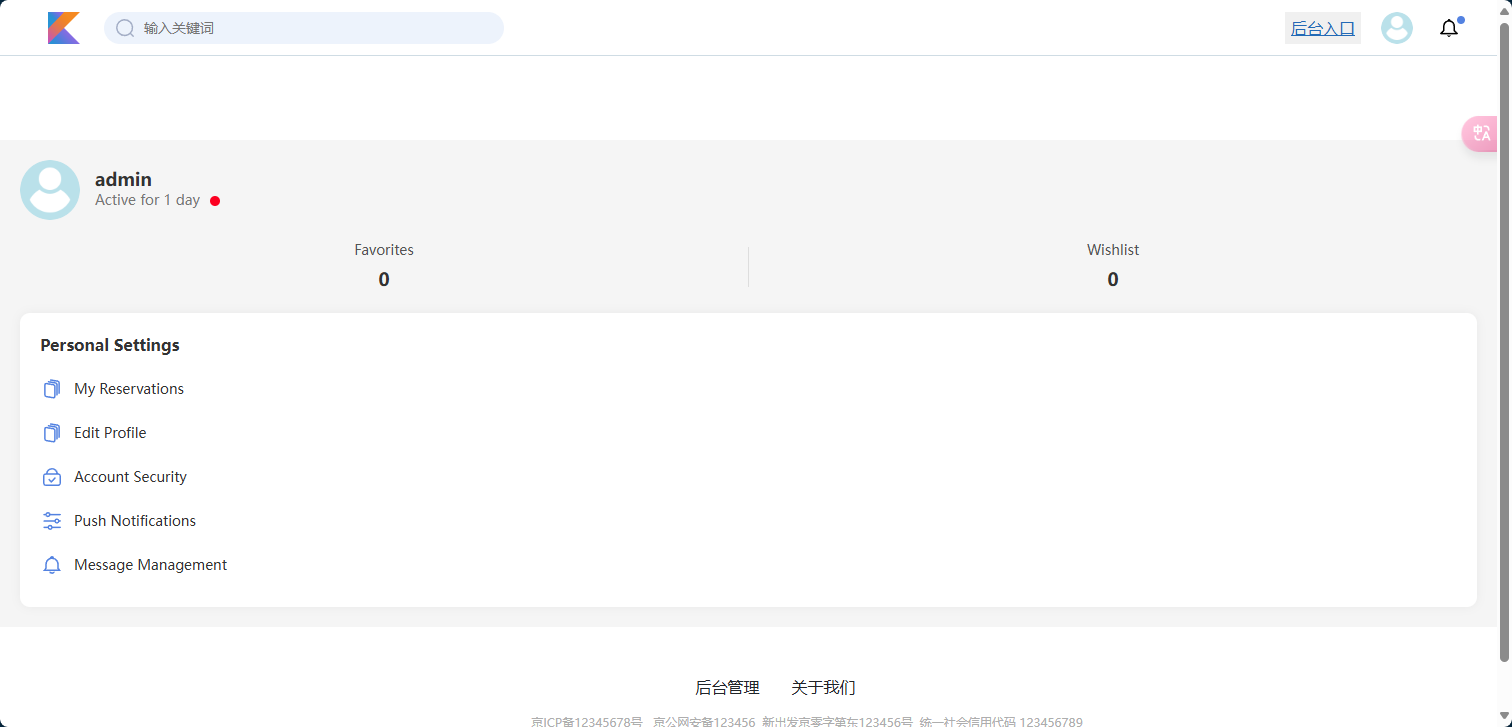 输入关键词
后台入口
admin
Active for 1 day
Favorites
0
Wishlist
0
Personal Settings
My Reservations
Edit Profile
Account Security
Push Notifications
Message Management
后台管理 关于我们
京ICP备12345678号 京公网安备123456 新出发京零字第东123456号 统一社会信用代码 123456789